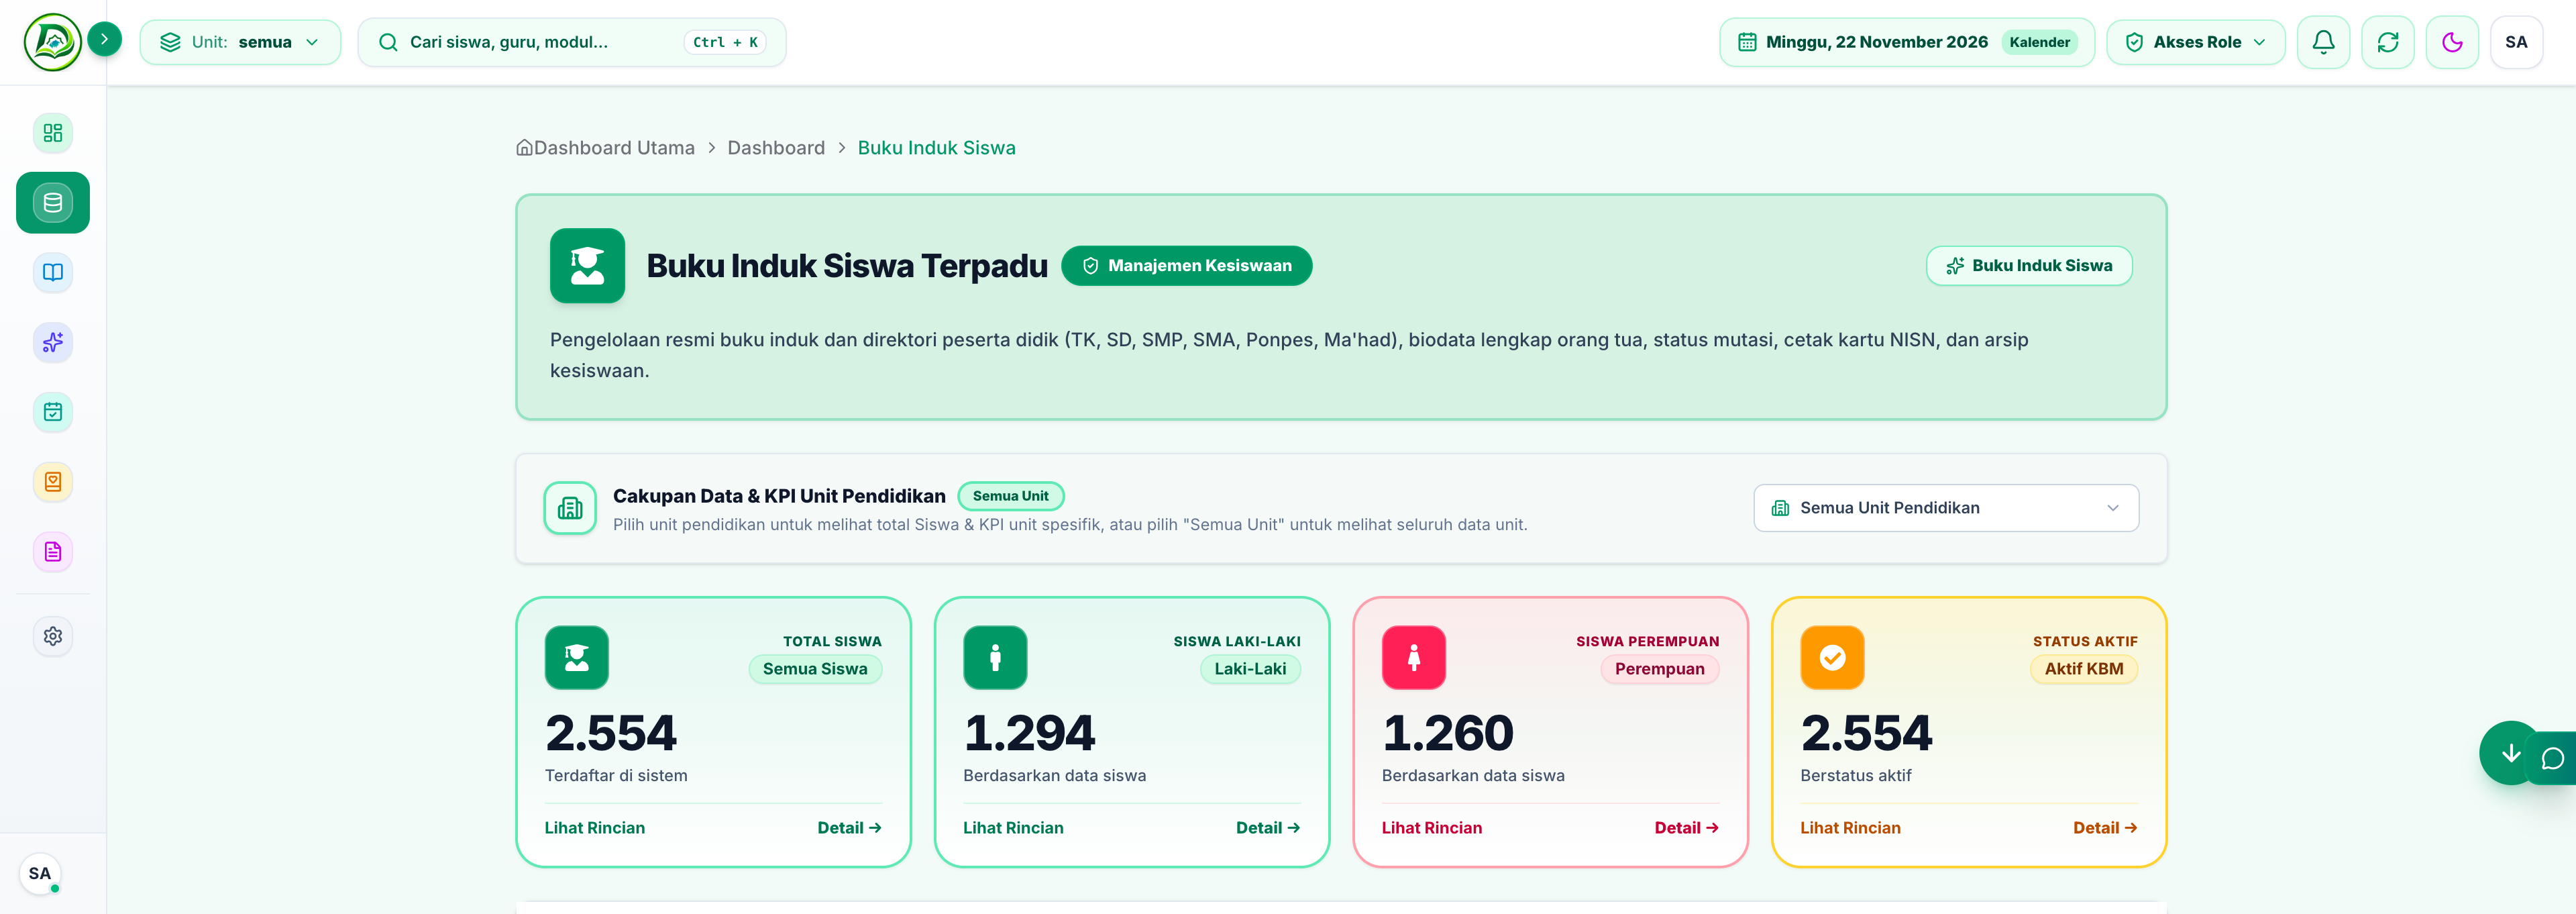 Unit: semua
Cari siswa, guru, modul...
Ctrl + K
Minggu, 22 November 2026
Kalender
Akses Role
SA
Dashboard Utama > Dashboard > Buku Induk Siswa
Buku Induk Siswa Terpadu
Manajemen Kesiswaan
Buku Induk Siswa
Pengelolaan resmi buku induk dan direktori peserta didik (TK, SD, SMP, SMA, Ponpes, Ma'had), biodata lengkap orang tua, status mutasi, cetak kartu NISN, dan arsip
kesiswaan.
Cakupan Data & KPI Unit Pendidikan
Semua Unit
Pilih unit pendidikan untuk melihat total Siswa & KPI unit spesifik, atau pilih "Semua Unit" untuk melihat seluruh data unit.
Semua Unit Pendidikan
TOTAL SISWA
Semua Siswa
2.554
Terdaftar di sistem
Lihat Rincian
Detail →
SISWA LAKI-LAKI
Laki-Laki
1.294
Berdasarkan data siswa
Lihat Rincian
Detail →
SISWA PEREMPUAN
Perempuan
1.260
Berdasarkan data siswa
Lihat Rincian
Detail →
STATUS AKTIF
Aktif KBM
2.554
Berstatus aktif
Lihat Rincian
Detail →
SA